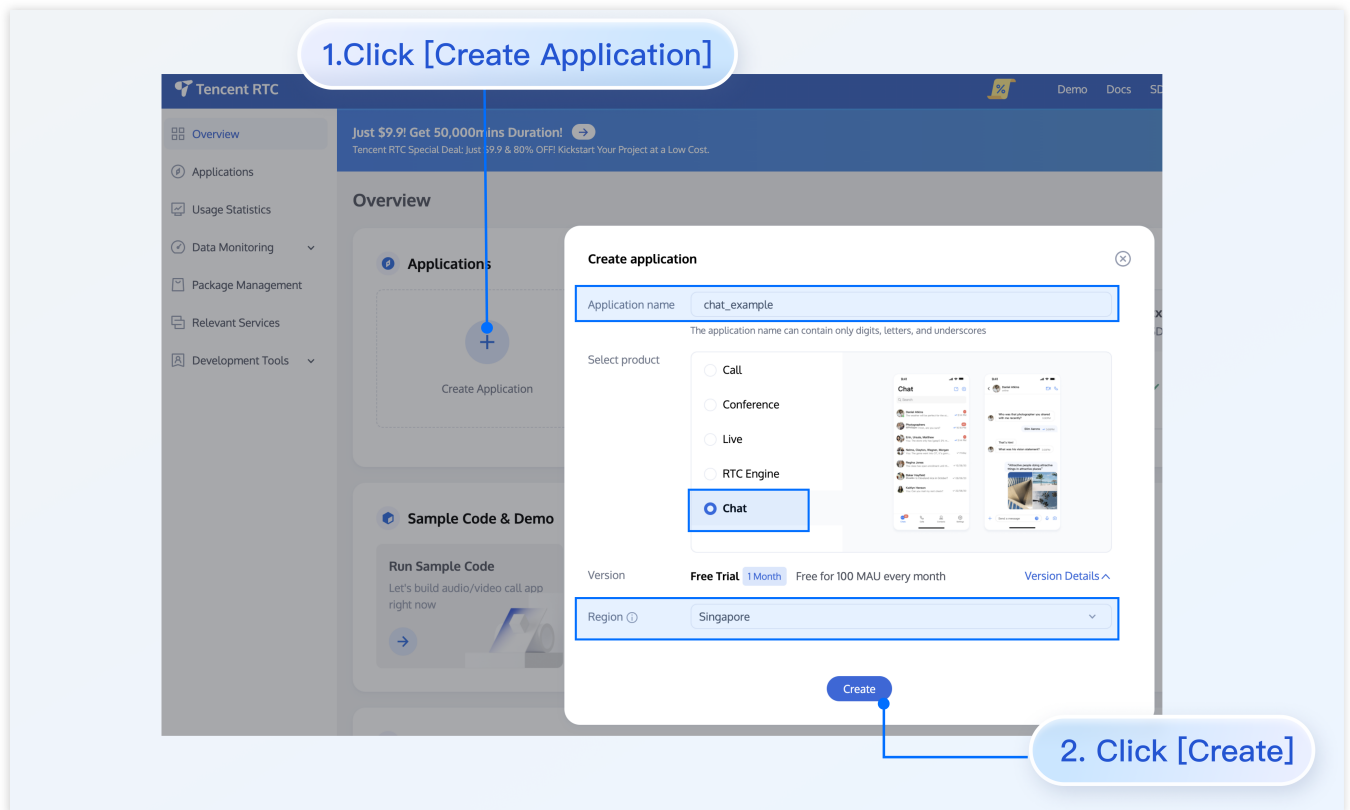 1.Click [Create Application]
Tencent RTC
Demo
Docs
Overview
Applications
Usage Statistics
Data Monitoring
Package Management
Relevant Services
Development Tools
Just $9.9! Get 50,000mins Duration!
Tencent RTC Special Deal: Just $9.9 & 80% OFF! Kickstart Your Project at a Low Cost.
Overview
Applications
Create Application
Sample Code & Demo
Run Sample Code
Let's build audio/video call app
right now
Create application
Application name
chat_example
The application name can contain only digits, letters, and underscores
Select product
Call
Conference
Live
RTC Engine
Chat
Chat
Version
Free Trial 1 Month Free for 100 MAU every month
Version Details
Region
Singapore
Create
2. Click [Create]